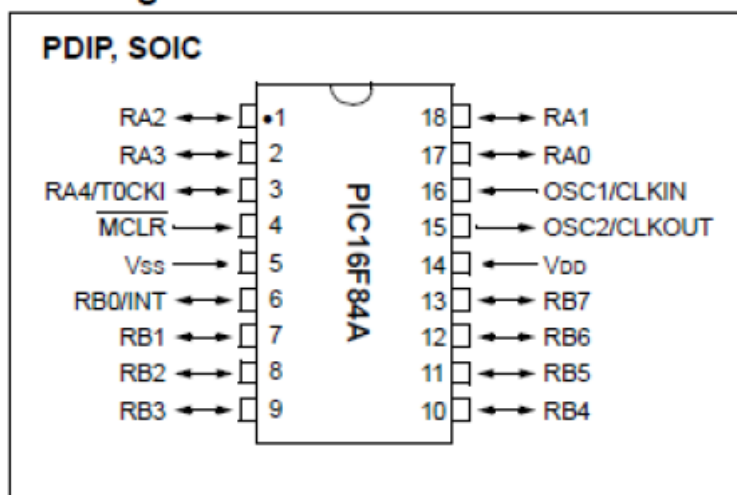 PDIP, SOIC
RA2 •1 18 RA1
RA3 2 17 RA0
RA4/T0CKI 3 16 OSC1/CLKIN
MCLR 4 15 OSC2/CLKOUT
VSS 5 14 VDD
RB0/INT 6 13 RB7
RB1 7 12 RB6
RB2 8 11 RB5
RB3 9 10 RB4
PIC16F84A